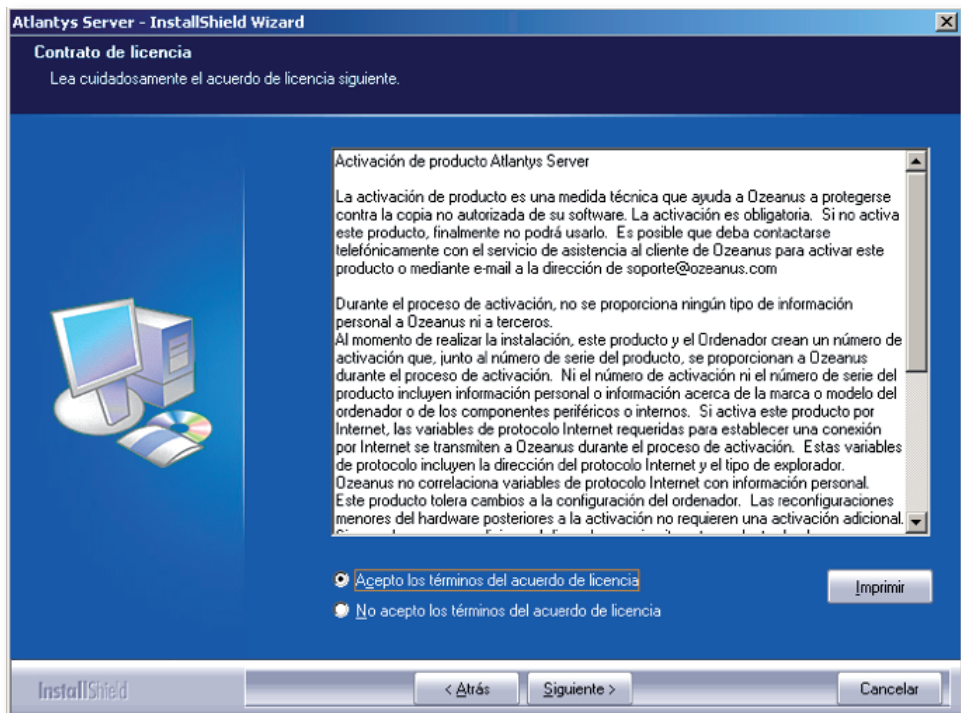 Atlantys Server - InstallShield Wizard
Contrato de licencia
Lea cuidadosamente el acuerdo de licencia siguiente.
Activación de producto Atlantys Server
La activación de producto es una medida técnica que ayuda a Ozeanus a protegerse
contra la copia no autorizada de su software. La activación es obligatoria. Si no activa
este producto, finalmente no podrá usarlo. Es posible que deba contactarse
telefónicamente con el servicio de asistencia al cliente de Ozeanus para activar este
producto o mediante e-mail a la dirección de soporte@ozeanus.com
Durante el proceso de activación, no se proporciona ningún tipo de información
personal a Ozeanus ni a terceros.
Al momento de realizar la instalación, este producto y el Ordenador crean un número de
activación que, junto al número de serie del producto, se proporcionan a Ozeanus
durante el proceso de activación. Ni el número de activación ni el número de serie del
producto incluyen información personal o información acerca de la marca o modelo del
ordenador o de los componentes periféricos o internos. Si activa este producto por
Internet, las variables de protocolo Internet requeridas para establecer una conexión
por Internet se transmiten a Ozeanus durante el proceso de activación. Estas variables
de protocolo incluyen la dirección del protocolo Internet y el tipo de explorador.
Ozeanus no correlaciona variables de protocolo Internet con información personal.
Este producto tolera cambios a la configuración del ordenador. Las reconfiguraciones
menores del hardware posteriores a la activación no requieren una activación adicional.
Acepto los términos del acuerdo de licencia
No acepto los términos del acuerdo de licencia
Imprimir
InstallShield
< Atrás
Siguiente >
Cancelar